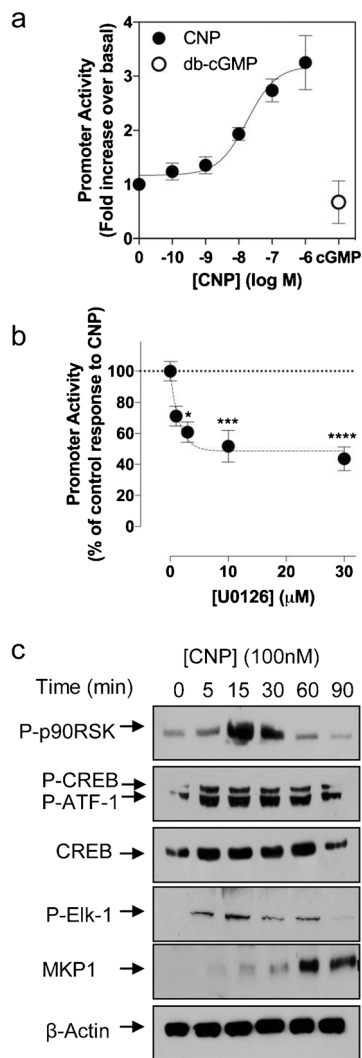 a
CNP
db-cGMP
Promoter Activity
(Fold increase over basal)
4
3
2
1
0
0 -10 -9 -8 -7 -6 cGMP
[CNP] (log M)
b
Promoter Activity
(% of control response to CNP)
100
80
60
40
20
0
*
***
****
0 10 20 30
[U0126] (μM)
c
[CNP] (100nM)
Time (min) 0 5 15 30 60 90
P-p90RSK
P-CREB
P-ATF-1
CREB
P-Elk-1
MKP1
β-Actin